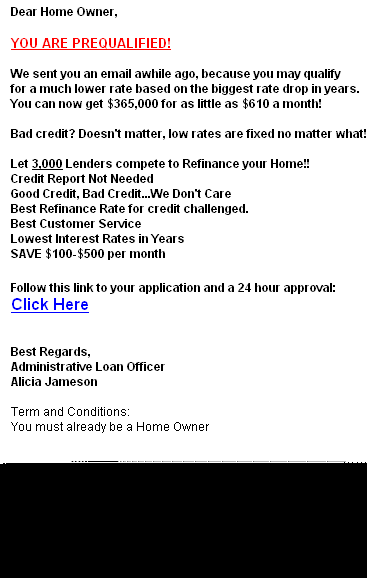 Dear Home Owner,
YOU ARE PREQUALIFIED!
We sent you an email awhile ago, because you may qualify
for a much lower rate based on the biggest rate drop in years.
You can now get $365,000 for as little as $610 a month!
Bad credit? Doesn't matter, low rates are fixed no matter what!
Let 3,000 Lenders compete to Refinance your Home!!
Credit Report Not Needed
Good Credit, Bad Credit...We Don't Care
Best Refinance Rate for credit challenged.
Best Customer Service
Lowest Interest Rates in Years
SAVE $100-$500 per month
Follow this link to your application and a 24 hour approval:
Click Here
Best Regards,
Administrative Loan Officer
Alicia Jameson
Term and Conditions:
You must already be a Home Owner